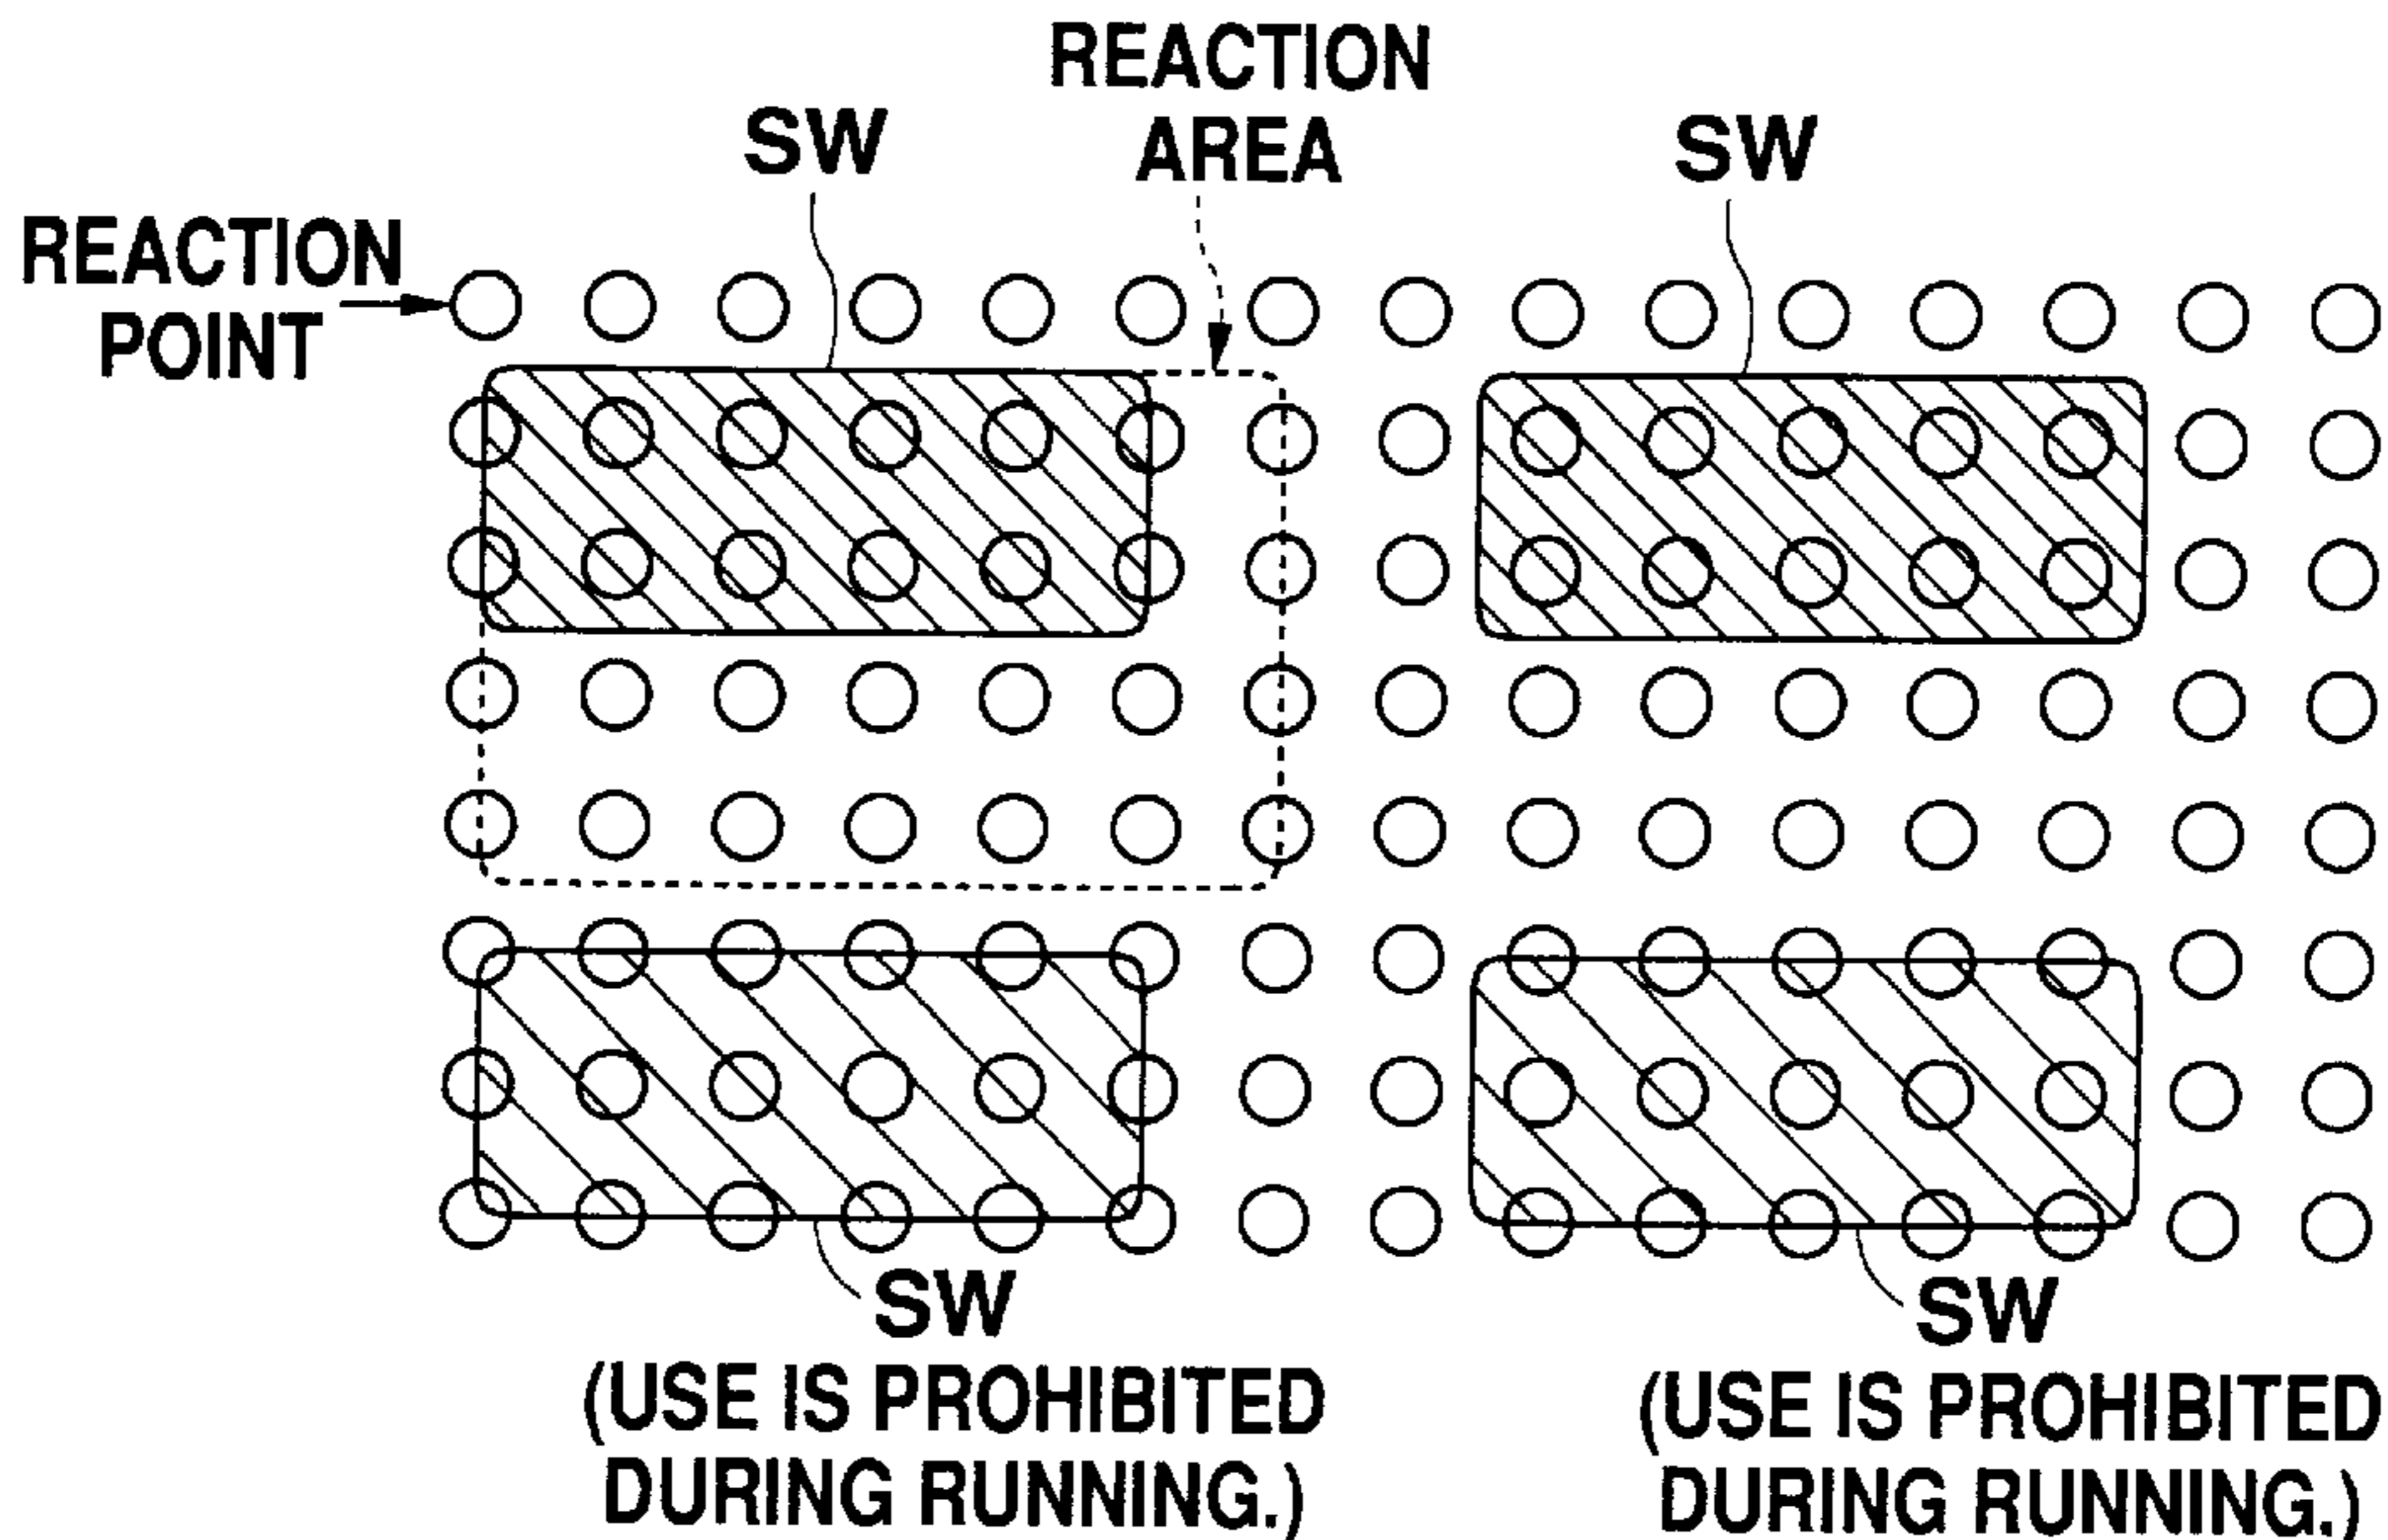 REACTION
AREA
SW
SW
REACTION
POINT
SW
(USE IS PROHIBITED
DURING RUNNING.)
SW
(USE IS PROHIBITED
DURING RUNNING.)